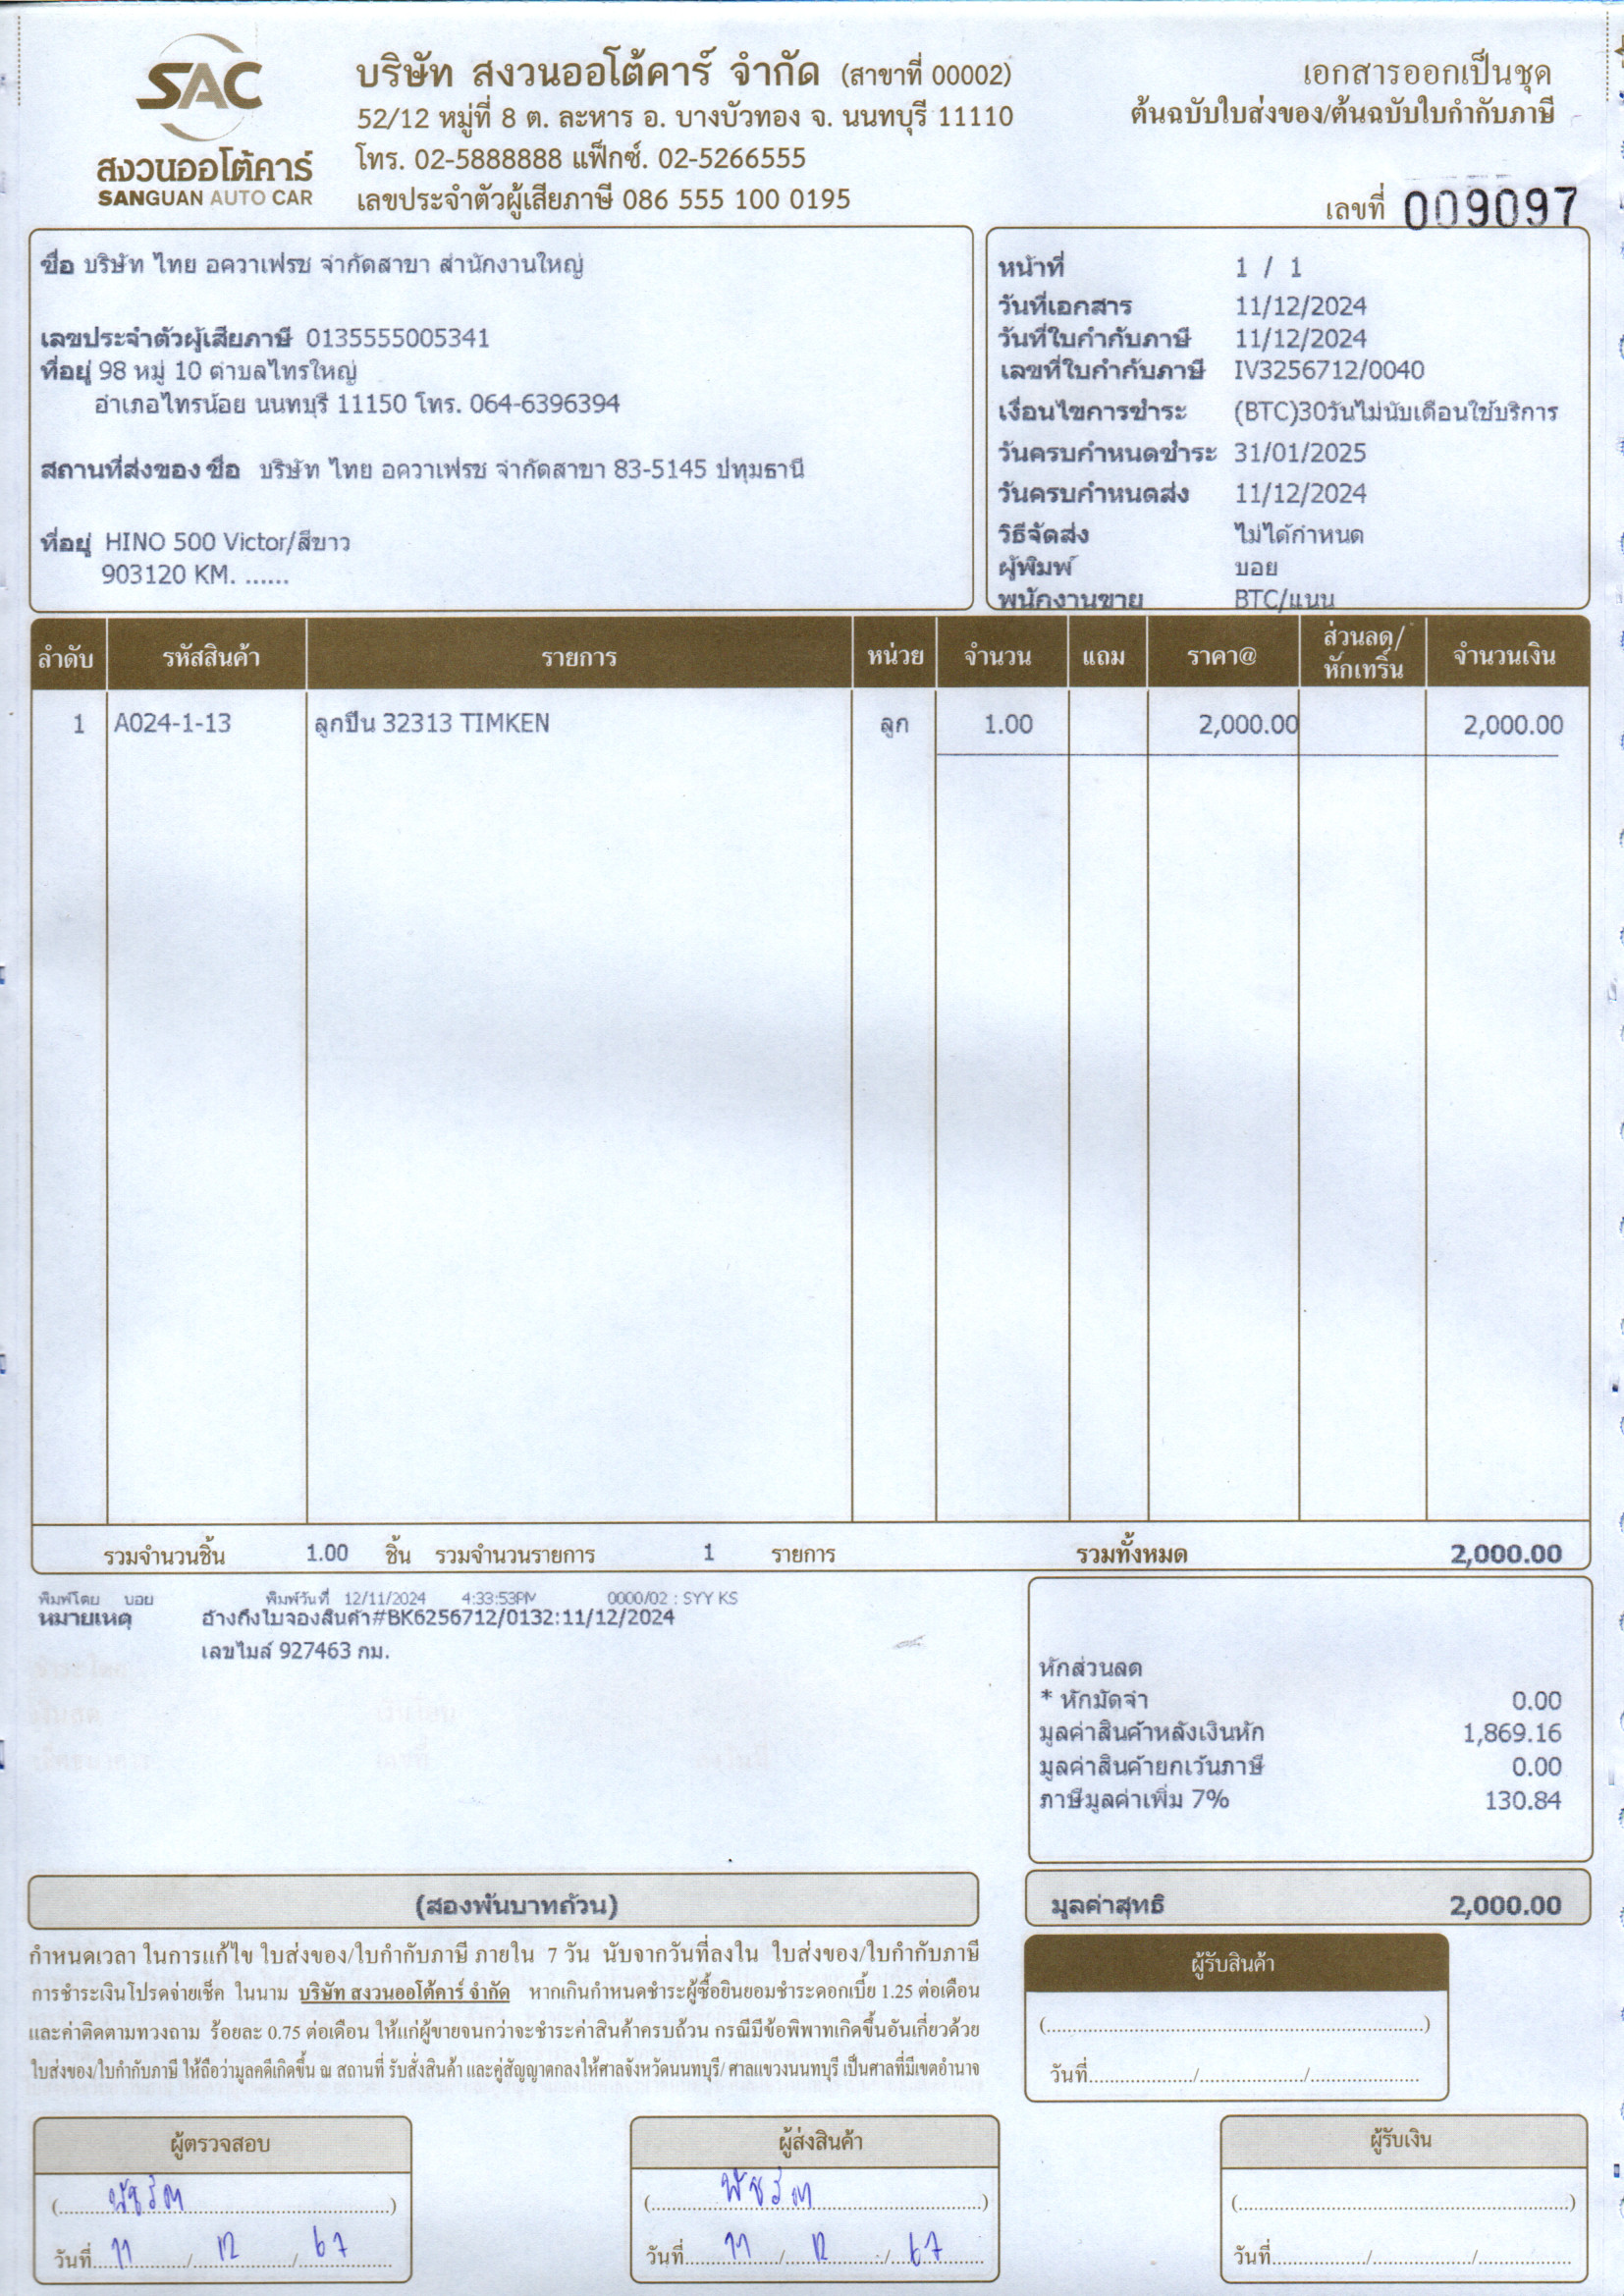 SAC
สงวนออโต้คาร์
SANGUAN AUTO CAR
บริษัท สงวนออโต้คาร์ จำกัด (สาขาที่ 00002)
52/12 หมู่ที่ 8 ต. ละหาร อ. บางบัวทอง จ. นนทบุรี 11110
โทร. 02-5888888 แฟ็กซ์. 02-5266555
เลขประจำตัวผู้เสียภาษี 086 555 100 0195
เอกสารออกเป็นชุด
ต้นฉบับใบส่งของ/ต้นฉบับใบกำกับภาษี
เลขที่ 009097
ชื่อ บริษัท ไทย อควาเฟรช จำกัดสาขา สำนักงานใหญ่
เลขประจำตัวผู้เสียภาษี 0135555005341
ที่อยู่ 98 หมู่ 10 ตำบลไทรใหญ่
อำเภอไทรน้อย นนทบุรี 11150 โทร. 064-6396394
สถานที่ส่งของ ชื่อ บริษัท ไทย อควาเฟรช จำกัดสาขา 83-5145 ปทุมธานี
ที่อยู่ HINO 500 Victor/สีขาว
903120 KM. ......
หน้าที่ 1 / 1
วันที่เอกสาร 11/12/2024
วันที่ใบกำกับภาษี 11/12/2024
เลขที่ใบกำกับภาษี IV3256712/0040
เงื่อนไขการชำระ (BTC)30วันไม่นับเดือนใช้บริการ
วันครบกำหนดชำระ 31/01/2025
วันครบกำหนดส่ง 11/12/2024
วิธีจัดส่ง ไม่ได้กำหนด
ผู้พิมพ์ บอย
พนักงานขาย BTC/แนน
ลำดับ รหัสสินค้า รายการ หน่วย จำนวน แถม ราคา@ ส่วนลด/หักเทริ์น จำนวนเงิน
1 A024-1-13 ลูกปืน 32313 TIMKEN ลูก 1.00 2,000.00 2,000.00
รวมจำนวนชิ้น 1.00 ชิ้น รวมจำนวนรายการ 1 รายการ รวมทั้งหมด 2,000.00
พิมพ์โดย บอย พิมพ์วันที่ 12/11/2024 4:33:53PM 0000/02 : SYY KS
หมายเหตุ อ้างถึงใบจองสินค้า#BK6256712/0132:11/12/2024
เลขไมล์ 927463 กม.
หักส่วนลด
* หักมัดจำ 0.00
มูลค่าสินค้าหลังเงินหัก 1,869.16
มูลค่าสินค้ายกเว้นภาษี 0.00
ภาษีมูลค่าเพิ่ม 7% 130.84
(สองพันบาทถ้วน)
มูลค่าสุทธิ 2,000.00
กำหนดเวลา ในการแก้ไข ใบส่งของ/ใบกำกับภาษี ภายใน 7 วัน นับจากวันที่ลงใน ใบส่งของ/ใบกำกับภาษี
การชำระเงินโปรดจ่ายเช็ค ในนาม บริษัท สงวนออโต้คาร์ จำกัด หากเกินกำหนดชำระผู้ซื้อยินยอมชำระดอกเบี้ย 1.25 ต่อเดือน
และค่าติดตามทวงถาม ร้อยละ 0.75 ต่อเดือน ให้แก่ผู้ขายจนกว่าจะชำระค่าสินค้าครบถ้วน กรณีมีข้อพิพาทเกิดขึ้นอันเกี่ยวด้วย
ใบส่งของ/ใบกำกับภาษี ให้ถือว่ามูลคดีเกิดขึ้น ณ สถานที่ รับสั่งสินค้า และคู่สัญญาตกลงให้ศาลจังหวัดนนทบุรี/ ศาลแขวงนนทบุรี เป็นศาลที่มีเขตอำนาจ
ผู้รับสินค้า
(..........)
วันที่........../........../..........
ผู้ตรวจสอบ
(พัชรีต)
วันที่ 11 / 12 / 67
ผู้ส่งสินค้า
(พัชรีต)
วันที่ 11 / 12 / 67
ผู้รับเงิน
(..........)
วันที่........../........../..........